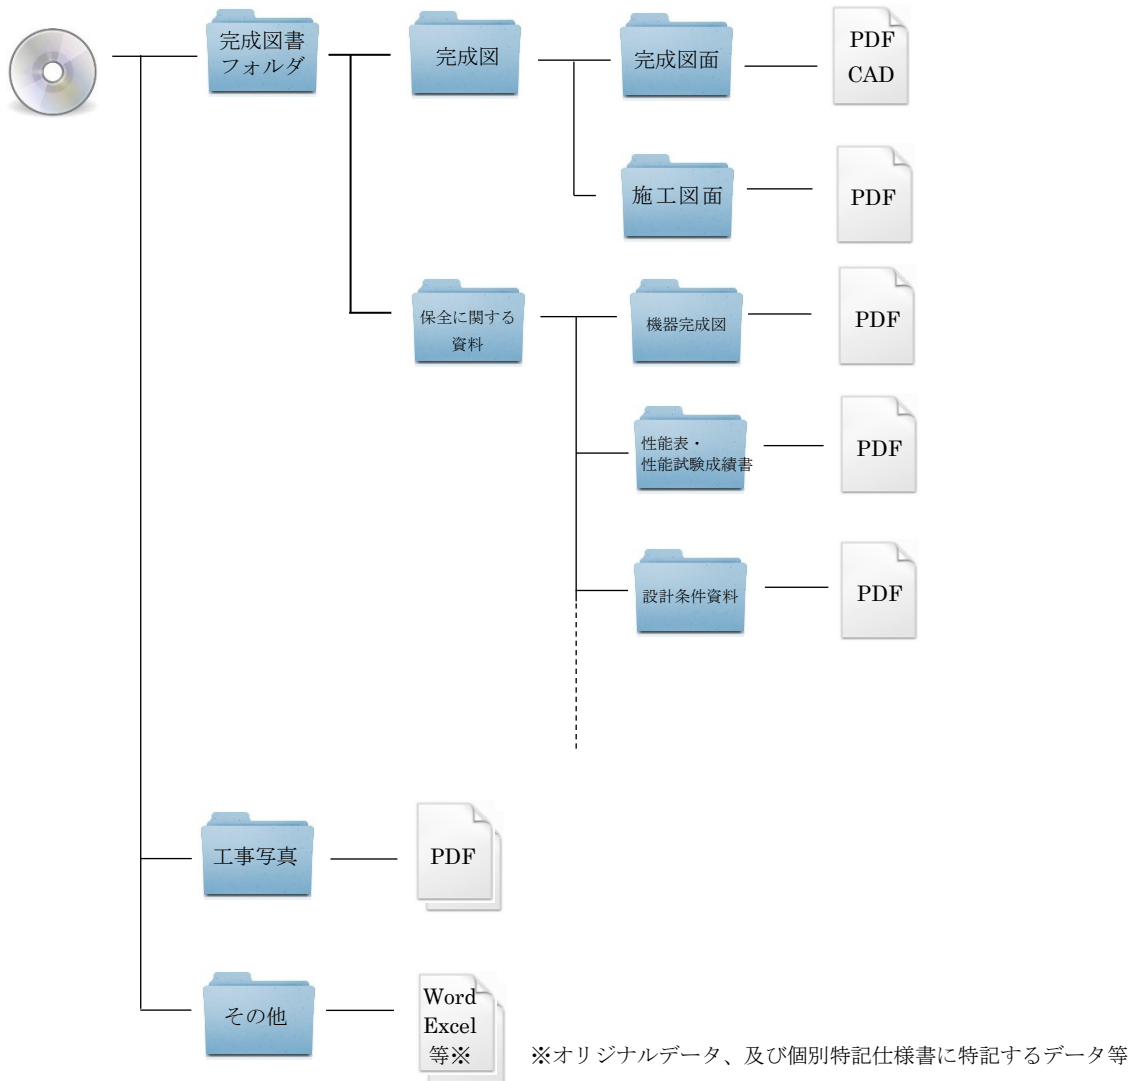 完成図書
フォルダ
完成図
完成図面
PDF
CAD
施工図面
PDF
保全に関する
資料
機器完成図
PDF
性能表・
性能試験成績書
PDF
設計条件資料
PDF
工事写真
PDF
その他
Word
Excel
等※
※オリジナルデータ、及び個別特記仕様書に特記するデータ等